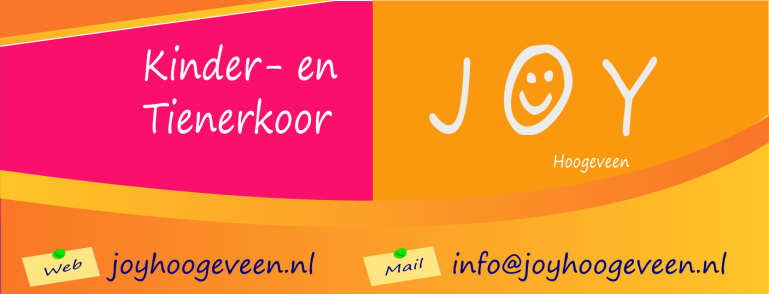 Kinder- en
Tienerkoor
JOY
Hoogeveen
Web joyhoogeveen.nl
Mail info@joyhoogeveen.nl